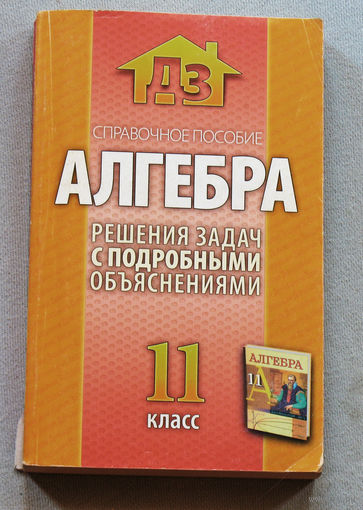 ДЗ
СПРАВОЧНОЕ ПОСОБИЕ
АЛГЕБРА
РЕШЕНИЯ ЗАДАЧ
С ПОДРОБНЫМИ
ОБЪЯСНЕНИЯМИ
11
КЛАСС
АЛГЕБРА
11